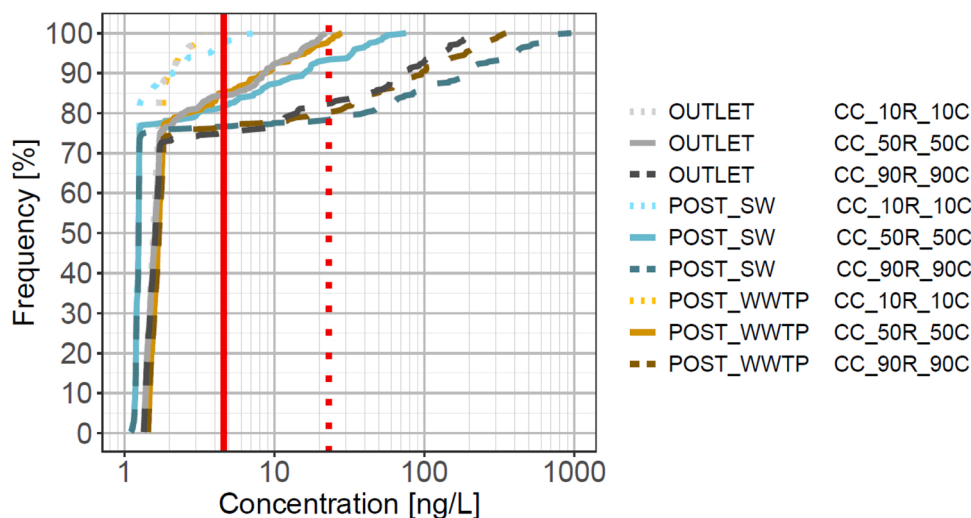 Frequency [%]
100
90
80
70
60
50
40
30
20
10
0
1
10
100
1000
Concentration [ng/L]
OUTLET CC_10R_10C
OUTLET CC_50R_50C
OUTLET CC_90R_90C
POST_SW CC_10R_10C
POST_SW CC_50R_50C
POST_SW CC_90R_90C
POST_WWTP CC_10R_10C
POST_WWTP CC_50R_50C
POST_WWTP CC_90R_90C